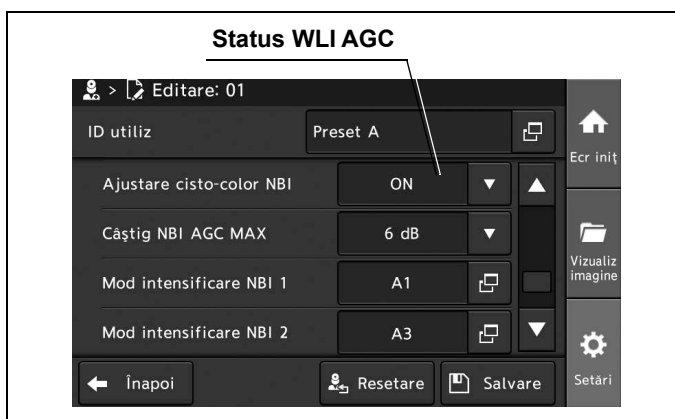 Status WLI AGC
> Editare: 01
ID utiliz Preset A
Ecr iniț
Ajustare cisto-color NBI ON
Câștig NBI AGC MAX 6 dB
Vizualiz
imagine
Mod intensificare NBI 1 A1
Mod intensificare NBI 2 A3
Înapoi Resetare Salvare
Setări